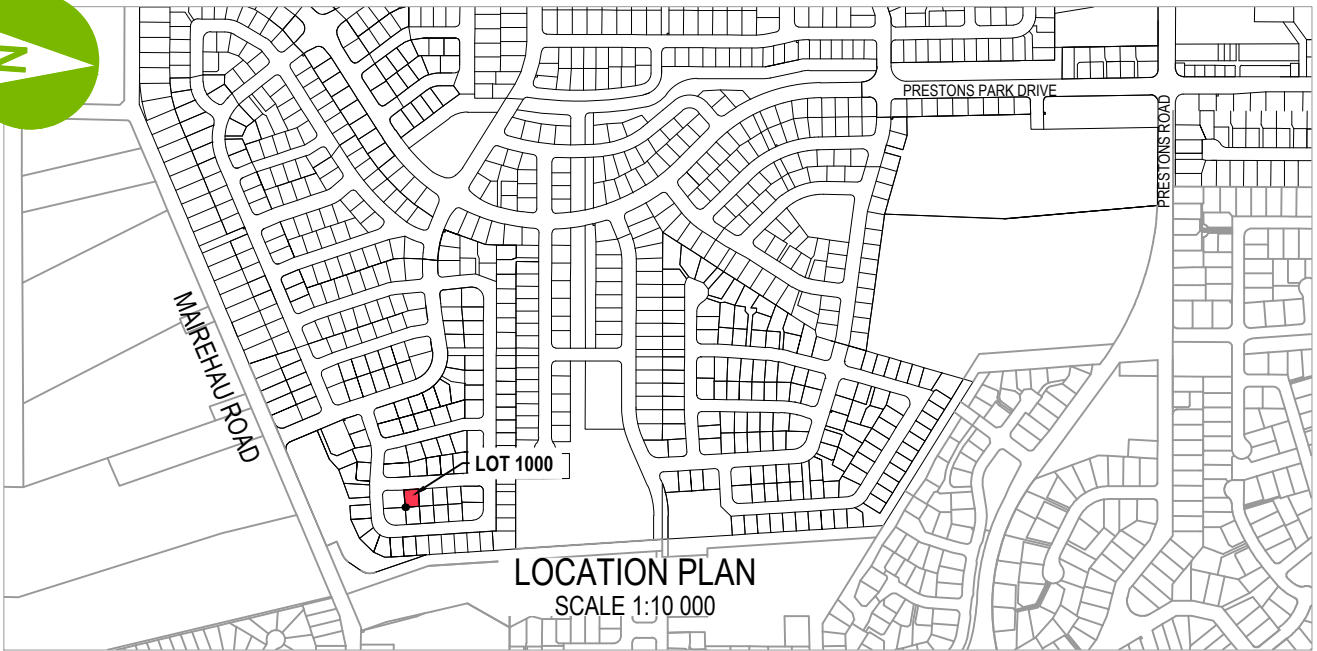 N
PRESTONS PARK DRIVE
PRESTONS ROAD
MAIREHAU ROAD
LOT 1000
LOCATION PLAN
SCALE 1:10 000